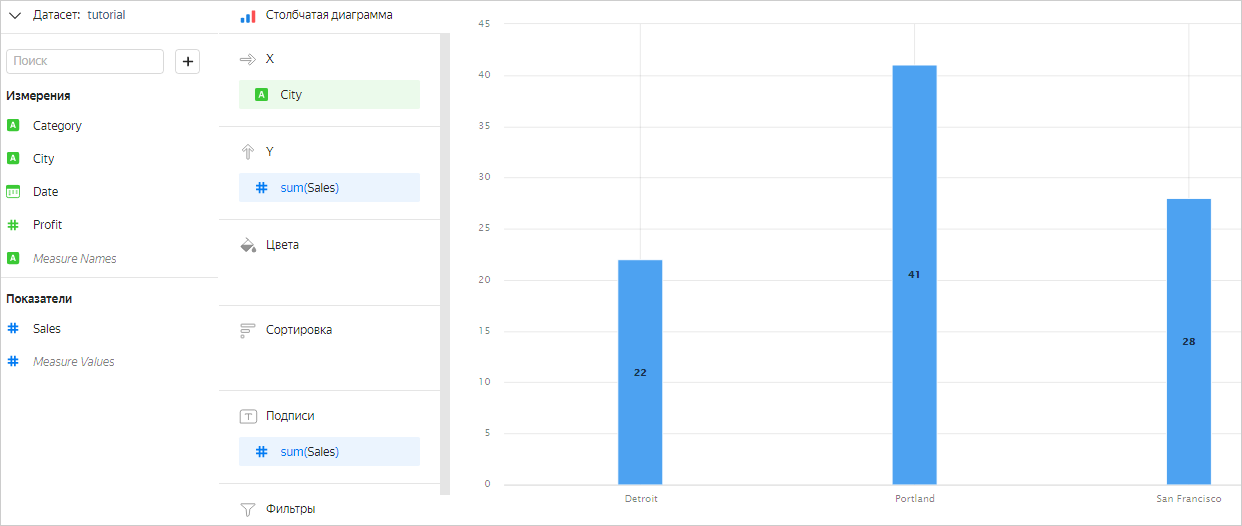 Датасет: tutorial
Поиск
Измерения
Category
City
Date
Profit
Measure Names
Показатели
Sales
Measure Values
Столбчатая диаграмма
X
City
Y
sum(Sales)
Цвета
Сортировка
Подписи
sum(Sales)
Фильтры
45
40
35
30
25
20
15
10
5
0
22
41
28
Detroit
Portland
San Francisco